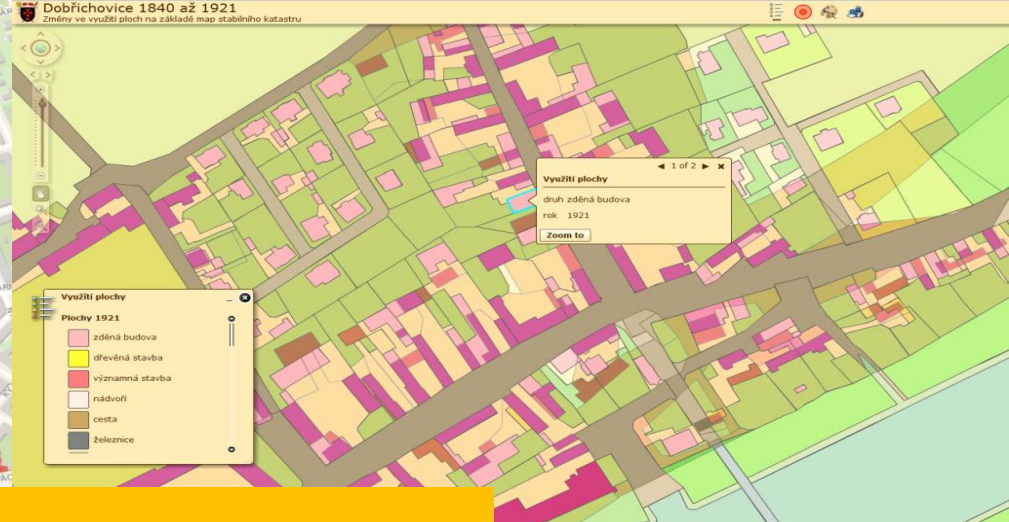 Dobřichovice 1840 až 1921
Změny ve využití ploch na základě map stabilního katastru
1 of 2
Využití plochy
druh zděná budova
rok 1921
Zoom to
Využití plochy
Plochy 1921
zděná budova
dřevěná stavba
významná stavba
nádvoří
cesta
železnice